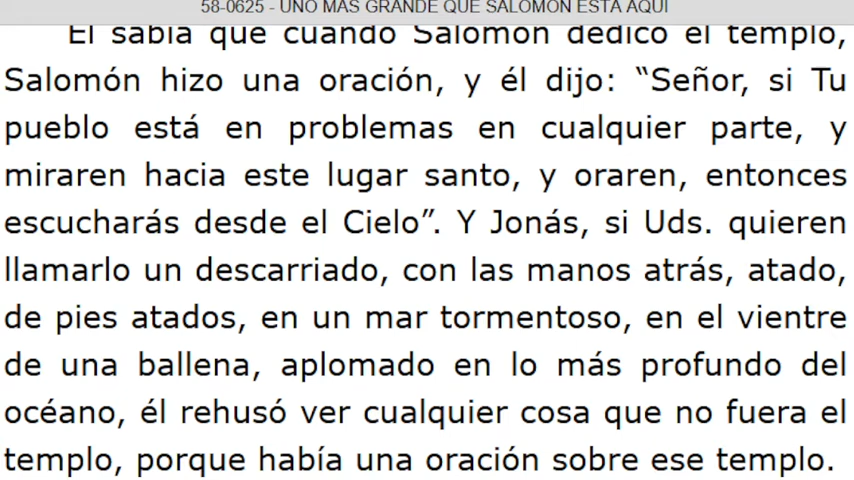 58-0625 - UNO MÁS GRANDE QUE SALOMÓN ESTÁ AQUÍ
Él sabía que cuando Salomón dedicó el templo,
Salomón hizo una oración, y él dijo: “Señor, si Tu
pueblo está en problemas en cualquier parte, y
miraren hacia este lugar santo, y oraren, entonces
escucharás desde el Cielo”. Y Jonás, si Uds. quieren
llamarlo un descarriado, con las manos atrás, atado,
de pies atados, en un mar tormentoso, en el vientre
de una ballena, aplomado en lo más profundo del
océano, él rehusó ver cualquier cosa que no fuera el
templo, porque había una oración sobre ese templo.